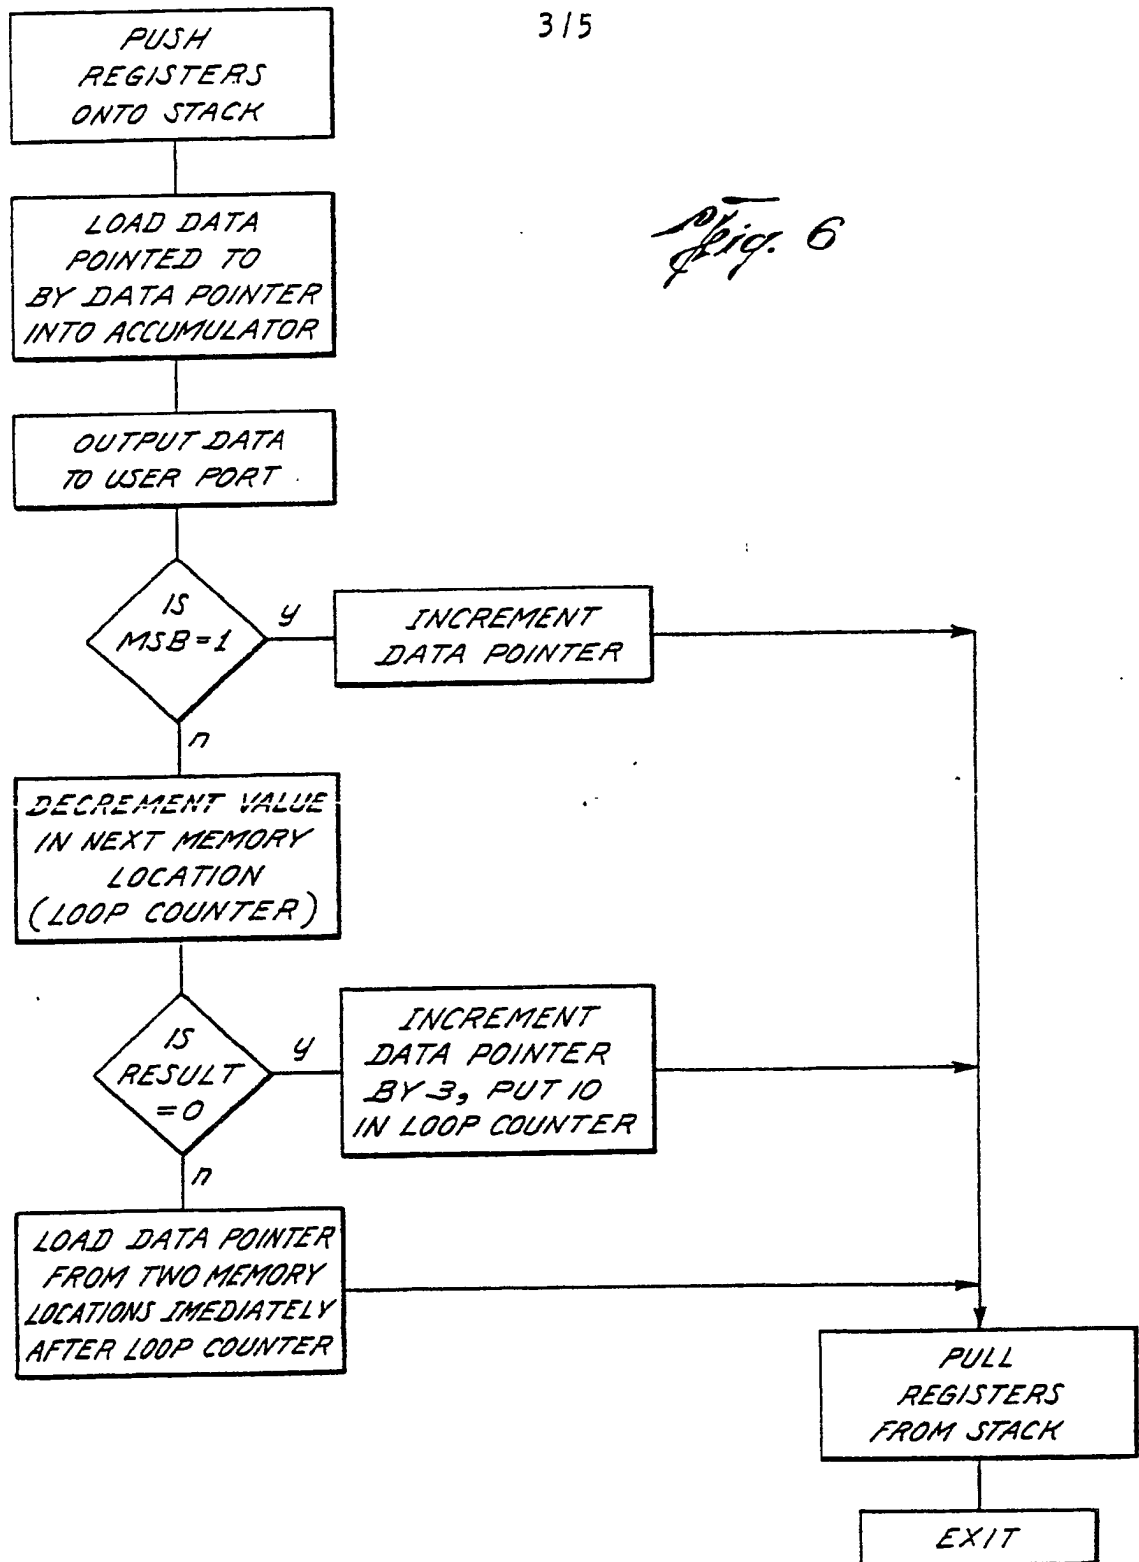 3/5
PUSH
REGISTERS
ONTO STACK
Fig. 6
LOAD DATA
POINTED TO
BY DATA POINTER
INTO ACCUMULATOR
OUTPUT DATA
TO USER PORT
IS
MSB=1
y
INCREMENT
DATA POINTER
n
DECREMENT VALUE
IN NEXT MEMORY
LOCATION
(LOOP COUNTER)
IS
RESULT
=0
y
INCREMENT
DATA POINTER
BY 3, PUT 10
IN LOOP COUNTER
n
LOAD DATA POINTER
FROM TWO MEMORY
LOCATIONS IMEDIATELY
AFTER LOOP COUNTER
PULL
REGISTERS
FROM STACK
EXIT